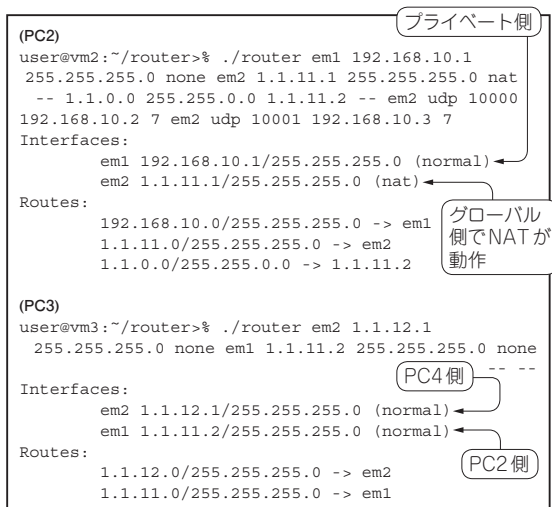 プライベート側
(PC2)
user@vm2:~/router>% ./router em1 192.168.10.1
255.255.255.0 none em2 1.1.11.1 255.255.255.0 nat
-- 1.1.0.0 255.255.0.0 1.1.11.2 -- em2 udp 10000
192.168.10.2 7 em2 udp 10001 192.168.10.3 7
Interfaces:
em1 192.168.10.1/255.255.255.0 (normal)
em2 1.1.11.1/255.255.255.0 (nat)
Routes:
192.168.10.0/255.255.255.0 -> em1
1.1.11.0/255.255.255.0 -> em2
1.1.0.0/255.255.0.0 -> 1.1.11.2
グローバル
側でNATが
動作
(PC3)
user@vm3:~/router>% ./router em2 1.1.12.1
255.255.255.0 none em1 1.1.11.2 255.255.255.0 none
-- --
PC4側
Interfaces:
em2 1.1.12.1/255.255.255.0 (normal)
em1 1.1.11.2/255.255.255.0 (normal)
PC2側
Routes:
1.1.12.0/255.255.255.0 -> em2
1.1.11.0/255.255.255.0 -> em1